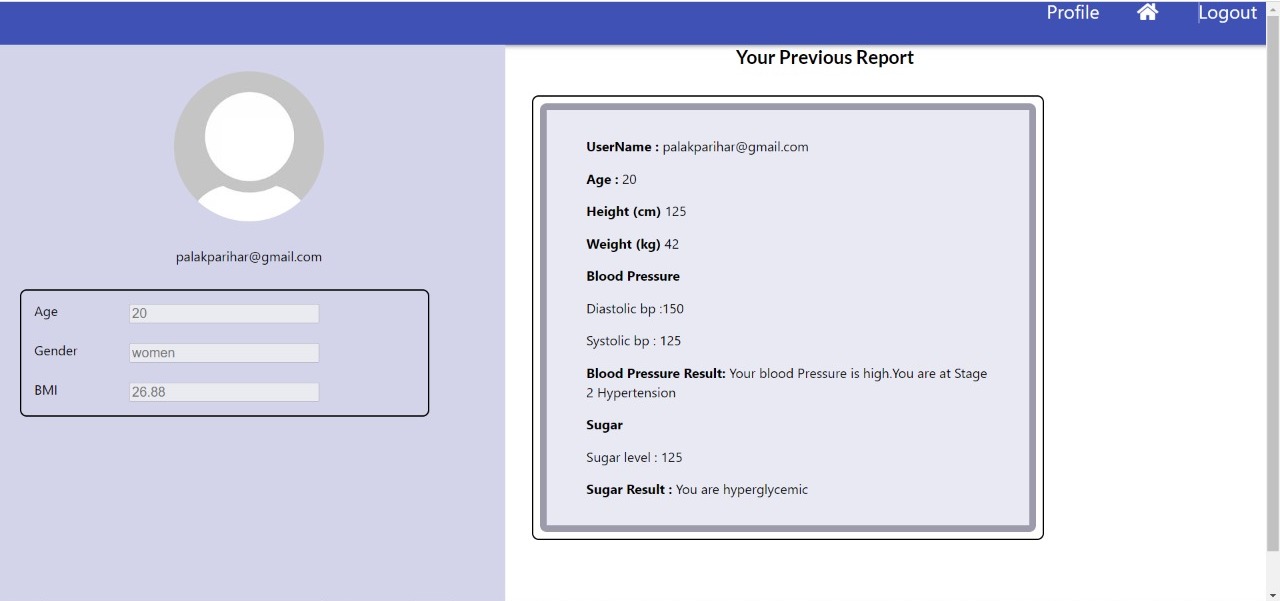 Profile
Logout
palakparihar@gmail.com
Age 20
Gender women
BMI 26.88
Your Previous Report
UserName : palakparihar@gmail.com
Age : 20
Height (cm) 125
Weight (kg) 42
Blood Pressure
Diastolic bp :150
Systolic bp : 125
Blood Pressure Result: Your blood Pressure is high.You are at Stage
2 Hypertension
Sugar
Sugar level : 125
Sugar Result : You are hyperglycemic